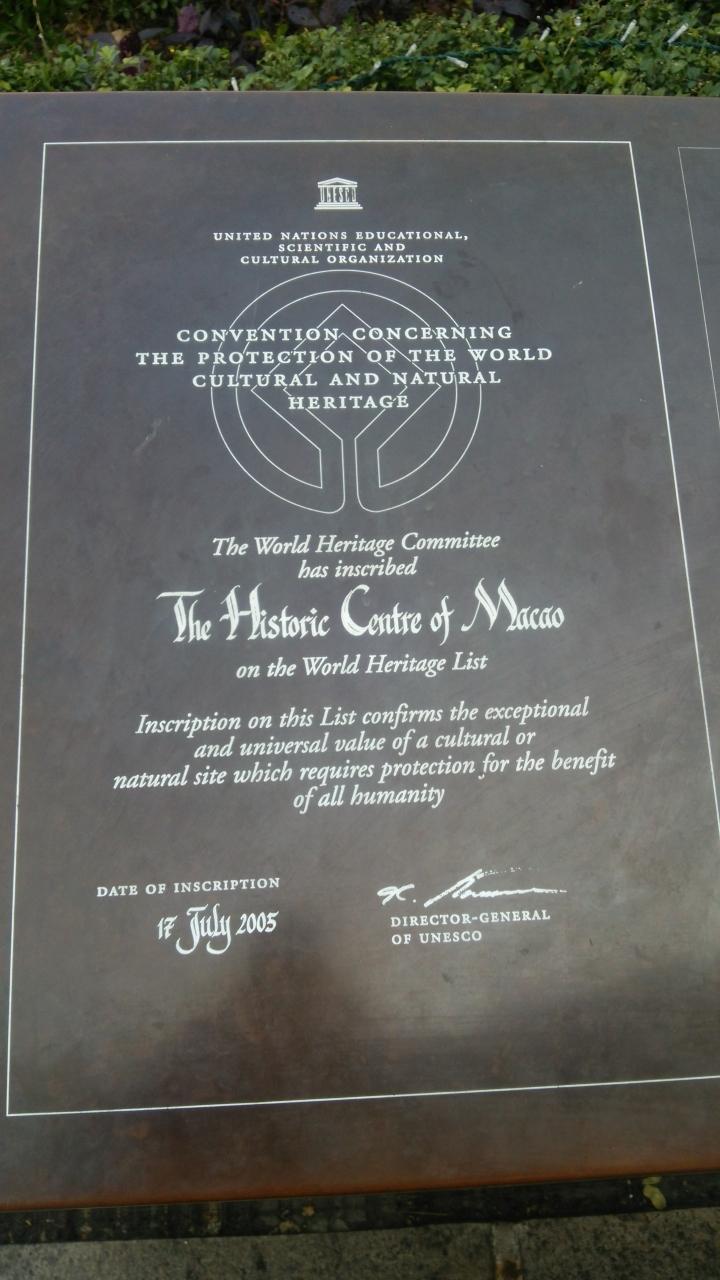 UNESCO
UNITED NATIONS EDUCATIONAL,
SCIENTIFIC AND
CULTURAL ORGANIZATION
CONVENTION CONCERNING
THE PROTECTION OF THE WORLD
CULTURAL AND NATURAL
HERITAGE
The World Heritage Committee
has inscribed
The Historic Centre of Macao
on the World Heritage List
Inscription on this List confirms the exceptional
and universal value of a cultural or
natural site which requires protection for the benefit
of all humanity
DATE OF INSCRIPTION
17 July 2005
DIRECTOR-GENERAL
OF UNESCO